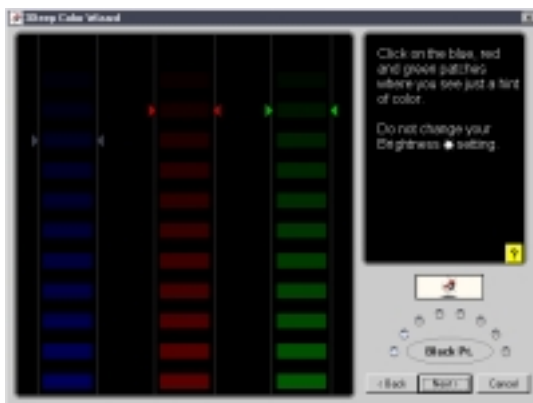 3Deep Color Wizard
Click on the blue, red
and green patches
where you see just a hint
of color.
Do not change your
Brightness setting.
?
Black Pt.
< Back
Next >
Cancel